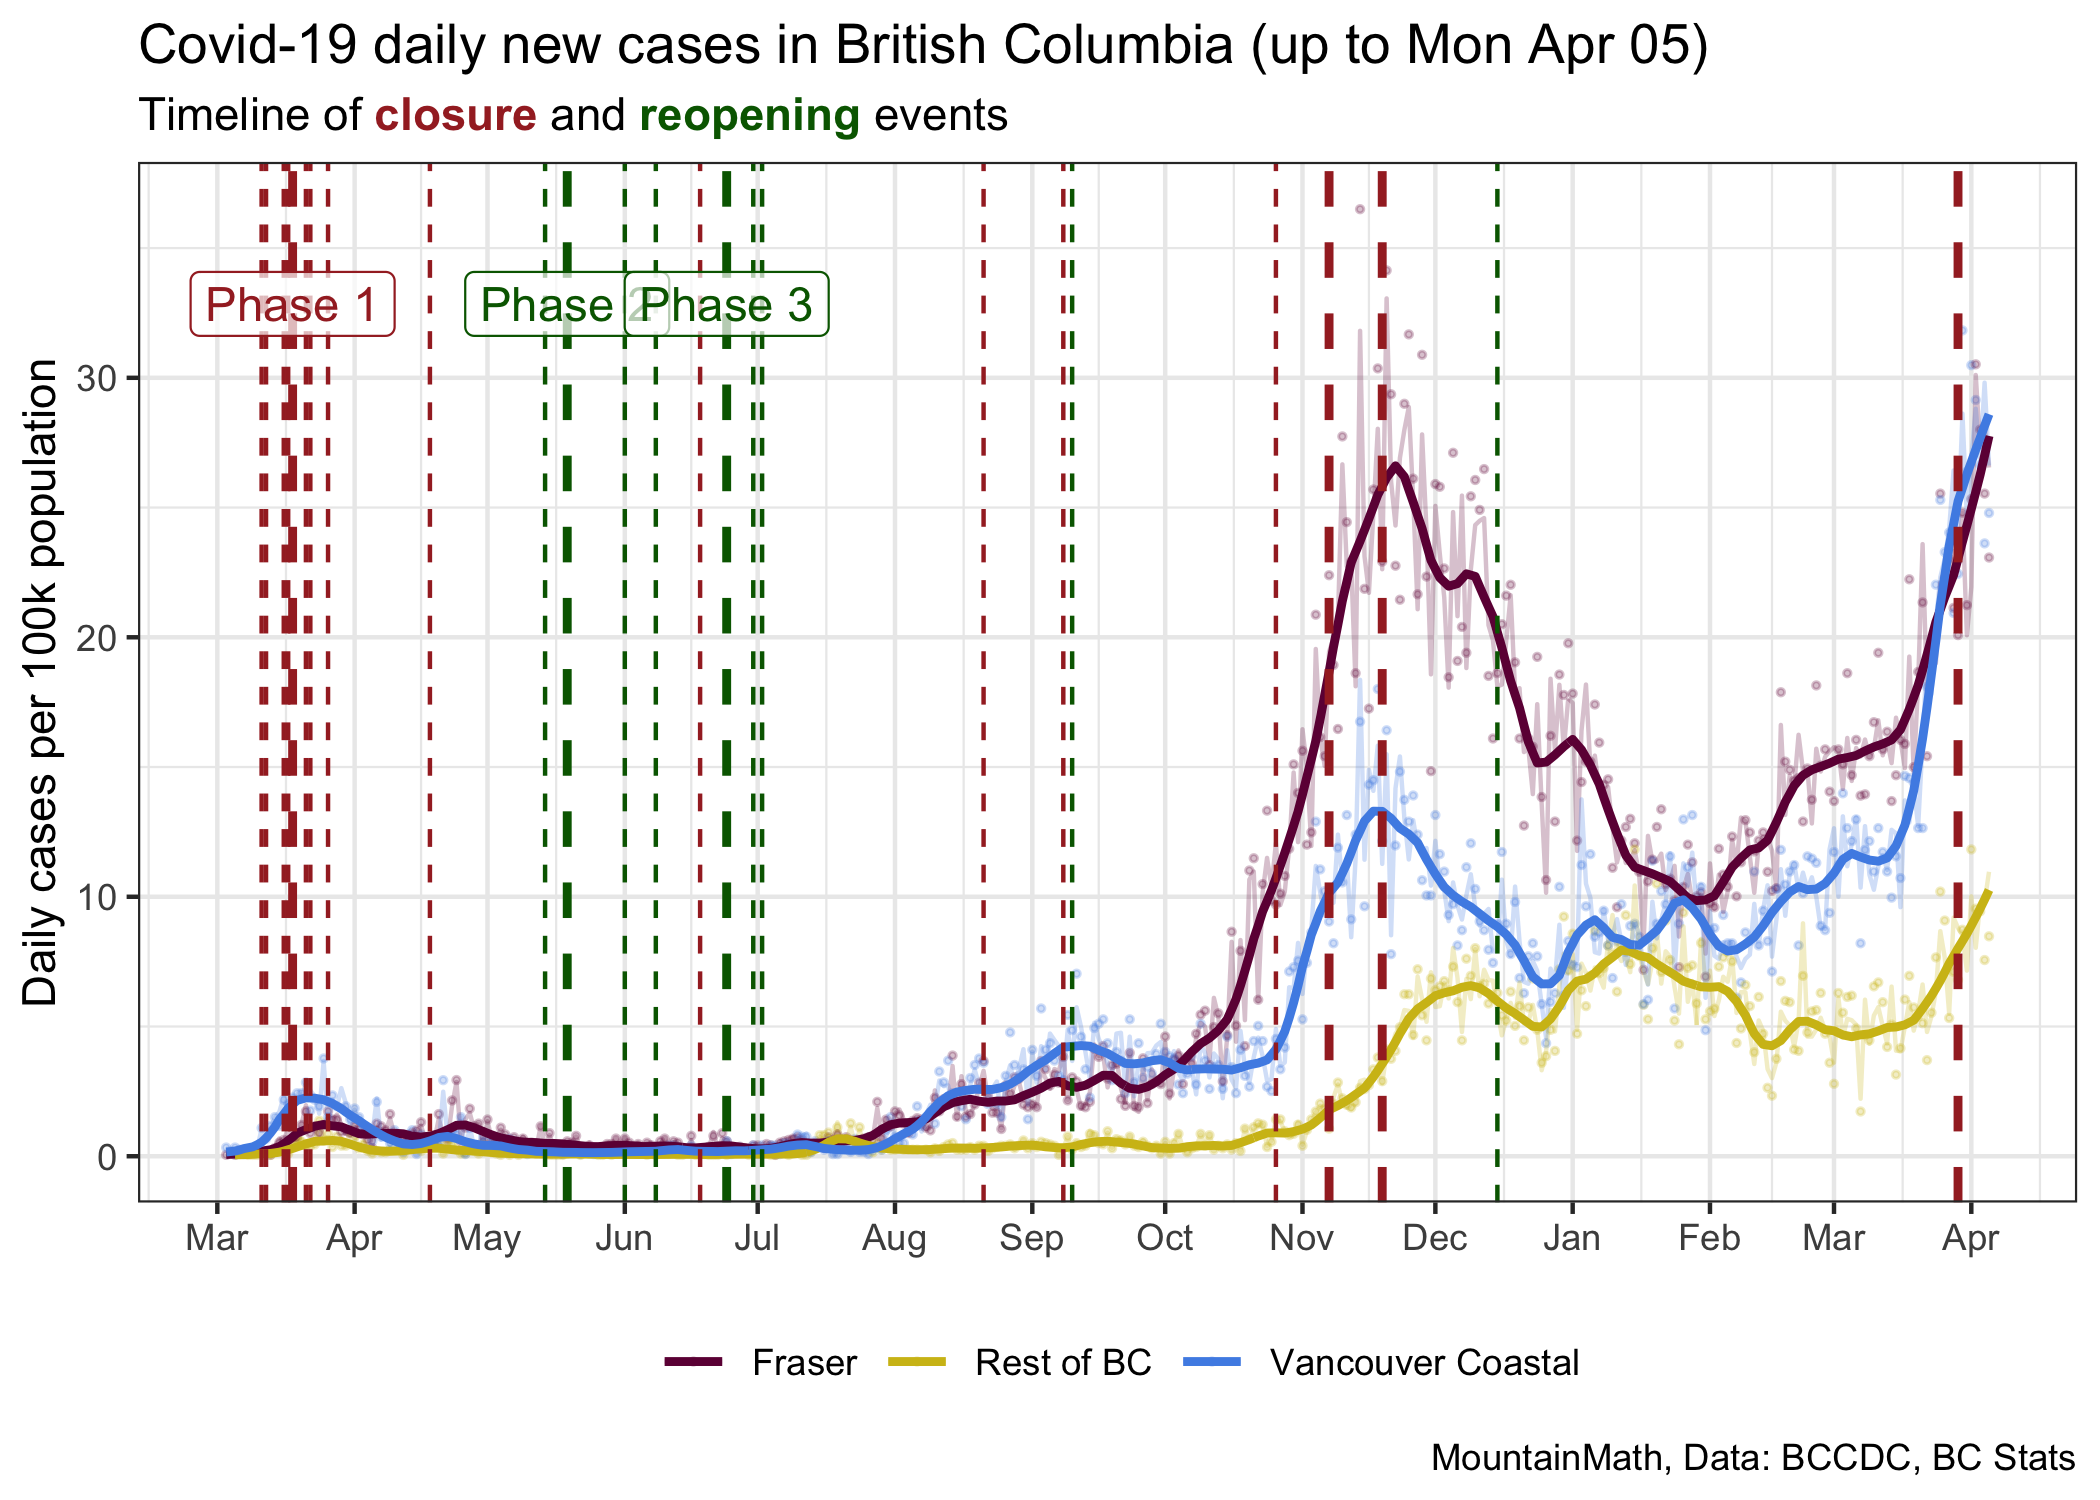 Covid-19 daily new cases in British Columbia (up to Mon Apr 05)
Timeline of closure and reopening events
Phase 1
Phase 2
Phase 3
Daily cases per 100k population
30
20
10
0
Mar Apr May Jun Jul Aug Sep Oct Nov Dec Jan Feb Mar Apr
Fraser Rest of BC Vancouver Coastal
MountainMath, Data: BCCDC, BC Stats